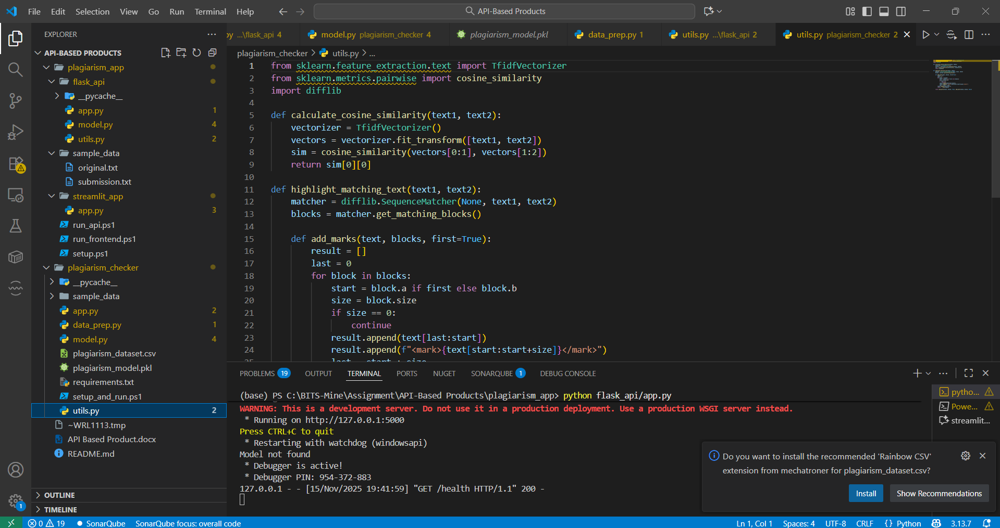 File Edit Selection View Go Run Terminal Help
API-Based Products
EXPLORER
API-BASED PRODUCTS
plagiarism_app
flask_api
__pycache__
app.py 1
model.py 4
utils.py 2
sample_data
original.txt
submission.txt
streamlit_app
app.py 3
run_api.ps1
run_frontend.ps1
setup.ps1
plagiarism_checker
__pycache__
sample_data
app.py 2
data_prep.py 1
model.py 4
plagiarism_dataset.csv
plagiarism_model.pkl
requirements.txt
setup_and_run.ps1
utils.py 2
~WRL1113.tmp
API Based Product.docx
README.md
OUTLINE
TIMELINE
py ...\flask_api 4
model.py plagiarism_checker 4
plagiarism_model.pkl
data_prep.py 1
utils.py ...\flask_api 2
utils.py plagiarism_checker 2
plagiarism_checker > utils.py > ...
1 from sklearn.feature_extraction.text import TfidfVectorizer
2 from sklearn.metrics.pairwise import cosine_similarity
3 import difflib
4
5 def calculate_cosine_similarity(text1, text2):
6 vectorizer = TfidfVectorizer()
7 vectors = vectorizer.fit_transform([text1, text2])
8 sim = cosine_similarity(vectors[0:1], vectors[1:2])
9 return sim[0][0]
10
11 def highlight_matching_text(text1, text2):
12 matcher = difflib.SequenceMatcher(None, text1, text2)
13 blocks = matcher.get_matching_blocks()
14
15 def add_marks(text, blocks, first=True):
16 result = []
17 last = 0
18 for block in blocks:
19 start = block.a if first else block.b
20 size = block.size
21 if size == 0:
22 continue
23 result.append(text[last:start])
24 result.append(f"<mark>{text[start:start+size]}</mark>")
25 last = start + size
PROBLEMS 19 OUTPUT TERMINAL PORTS NUGET SONARQUBE 1 DEBUG CONSOLE
(base) PS C:\BITS-Mine\Assignment\API-Based Products\plagiarism_app> python flask_api/app.py
WARNING: This is a development server. Do not use it in a production deployment. Use a production WSGI server instead.
* Running on http://127.0.0.1:5000
Press CTRL+C to quit
* Restarting with watchdog (windowsapi)
Model not found
* Debugger is active!
* Debugger PIN: 954-372-883
127.0.0.1 - - [15/Nov/2025 19:41:59] "GET /health HTTP/1.1" 200 -
pytho...
Powe...
streamlit...
Do you want to install the recommended 'Rainbow CSV'
extension from mechatroner for plagiarism_dataset.csv?
Install
Show Recommendations
1
0 19 SonarQube SonarQube focus: overall code
Ln 1, Col 1 Spaces: 4 UTF-8 CRLF {} Python 3.13.7